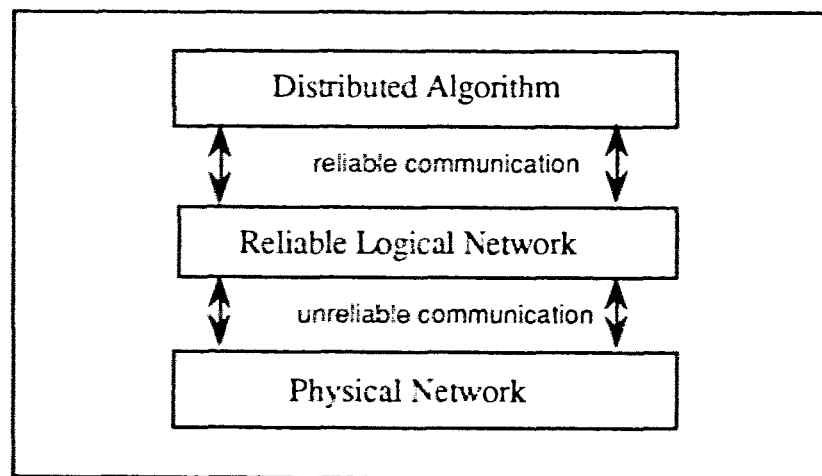 Distributed Algorithm
reliable communication
Reliable Logical Network
unreliable communication
Physical Network